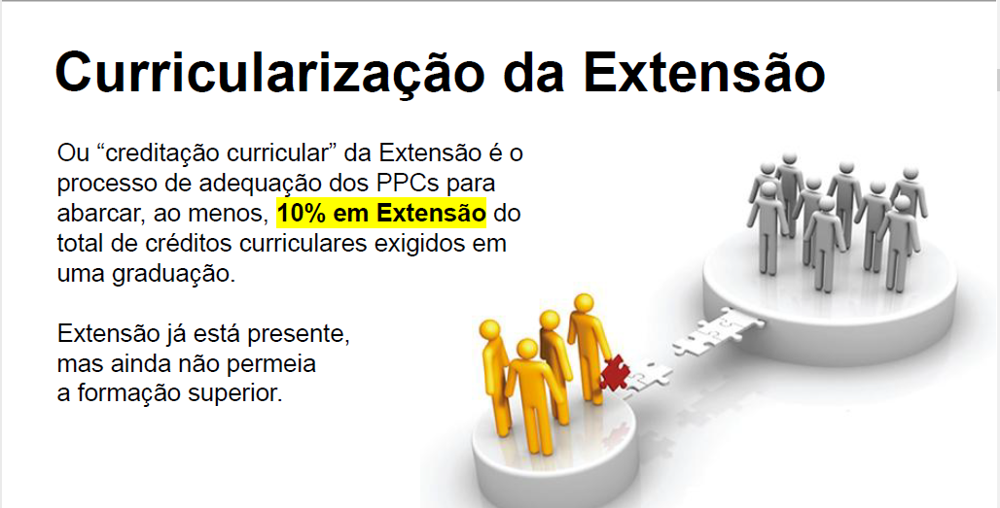 Curricularização da Extensão
Ou “creditação curricular” da Extensão é o
processo de adequação dos PPCs para
abarcar, ao menos, 10% em Extensão do
total de créditos curriculares exigidos em
uma graduação.
Extensão já está presente,
mas ainda não permeia
a formação superior.